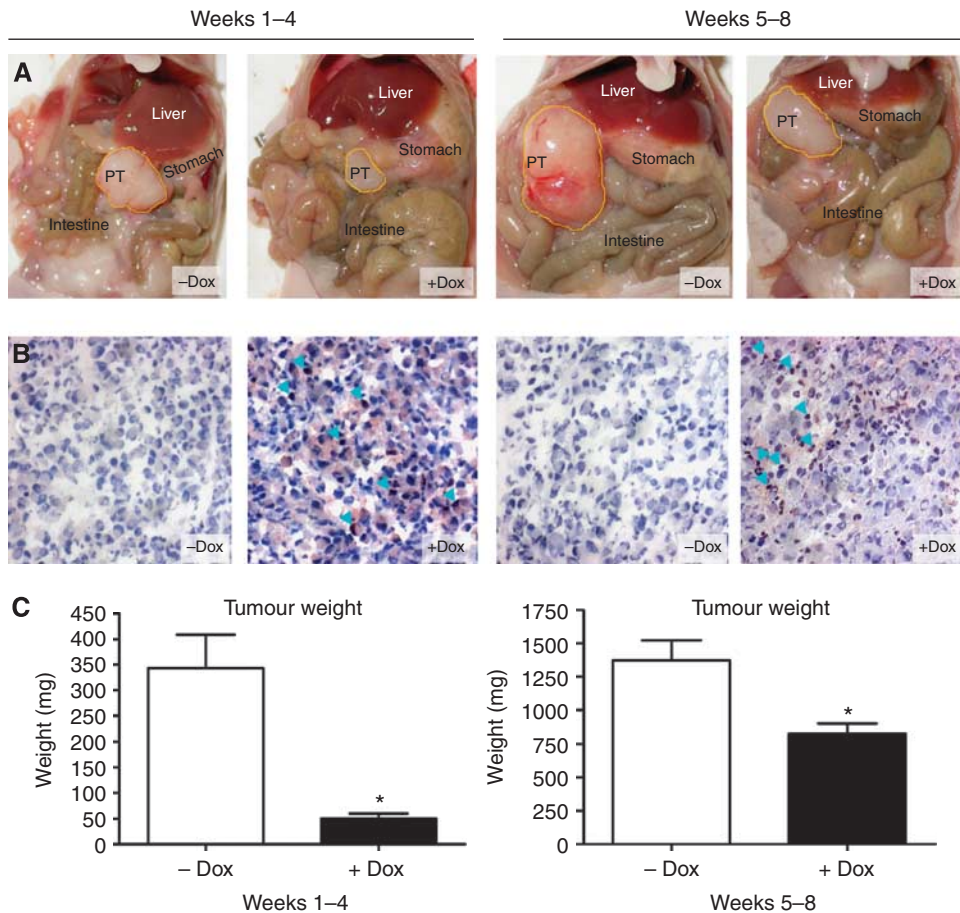 Weeks 1–4
Weeks 5–8
A
Liver
PT
Stomach
Intestine
–Dox
Liver
Stomach
PT
Intestine
+Dox
Liver
PT
Stomach
Intestine
–Dox
Liver
PT
Stomach
Intestine
+Dox
B
–Dox
+Dox
–Dox
+Dox
C
Tumour weight
Weight (mg)
450
400
350
300
250
200
150
100
50
0
*
– Dox
+ Dox
Weeks 1–4
Tumour weight
Weight (mg)
1750
1500
1250
1000
750
500
250
0
*
– Dox
+ Dox
Weeks 5–8